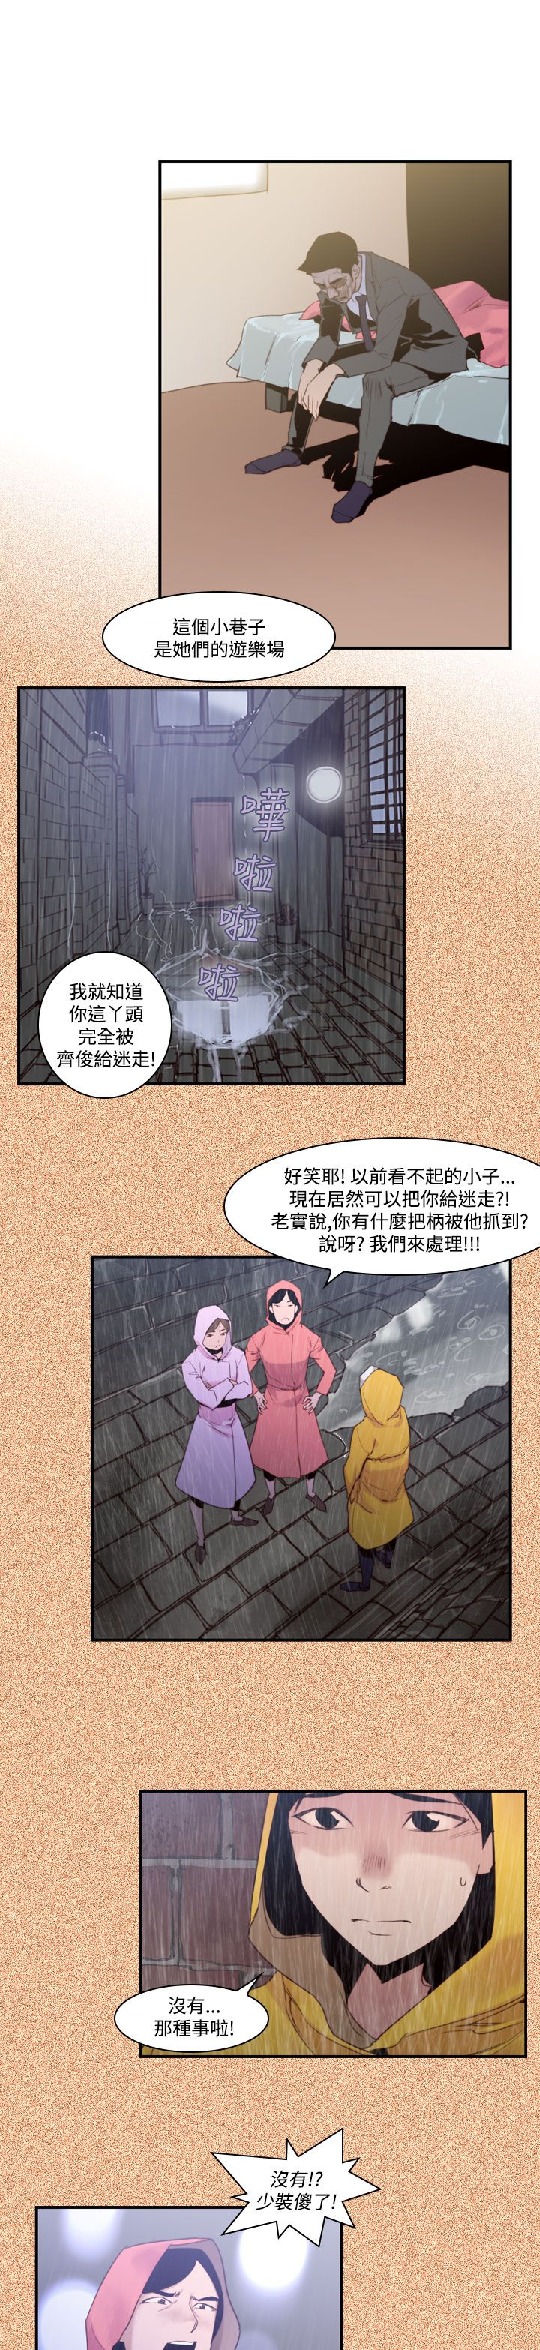 這個小巷子
是她們的遊樂場
嘩
啦
啦
啦
我就知道
你這丫頭
完全被
齊俊給迷走!
好笑耶! 以前看不起的小子...
現在居然可以把你給迷走?!
老實說,你有什麼把柄被他抓到?
說呀? 我們來處理!!!
沒有...
那種事啦!
沒有!?
少裝傻了!